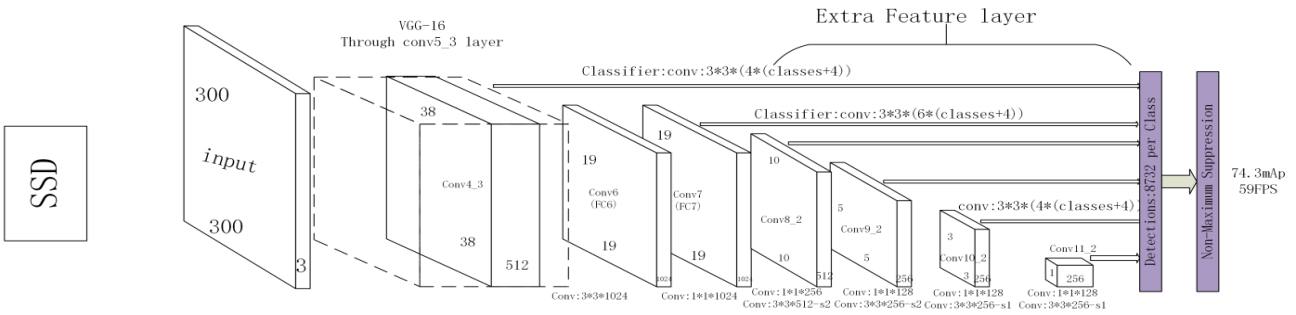 Extra Feature layer
VGG-16
Through conv5_3 layer
Classifier:conv:3*3*(4*(classes+4))
300
38
Classifier:conv:3*3*(6*(classes+4))
19
19
10
SSD
input
Conv4_3
Conv6
(FC6)
Conv7
(FC7)
Conv8_2
5
Conv9_2
conv:3*3*(4*(classes+4))
3
Conv10_2
Conv11_2
Detections:8732 per Class
Non-Maximum Suppression
74.3mAp
59FPS
300
3
38
512
19
1024
19
1024
10
512
5
256
3
256
1
256
Conv:3*3*1024
Conv:1*1*1024
Conv:1*1*256
Conv:3*3*512-s2
Conv:1*1*128
Conv:3*3*256-s2
Conv:1*1*128
Conv:3*3*256-s1
Conv:1*1*128
Conv:3*3*256-s1